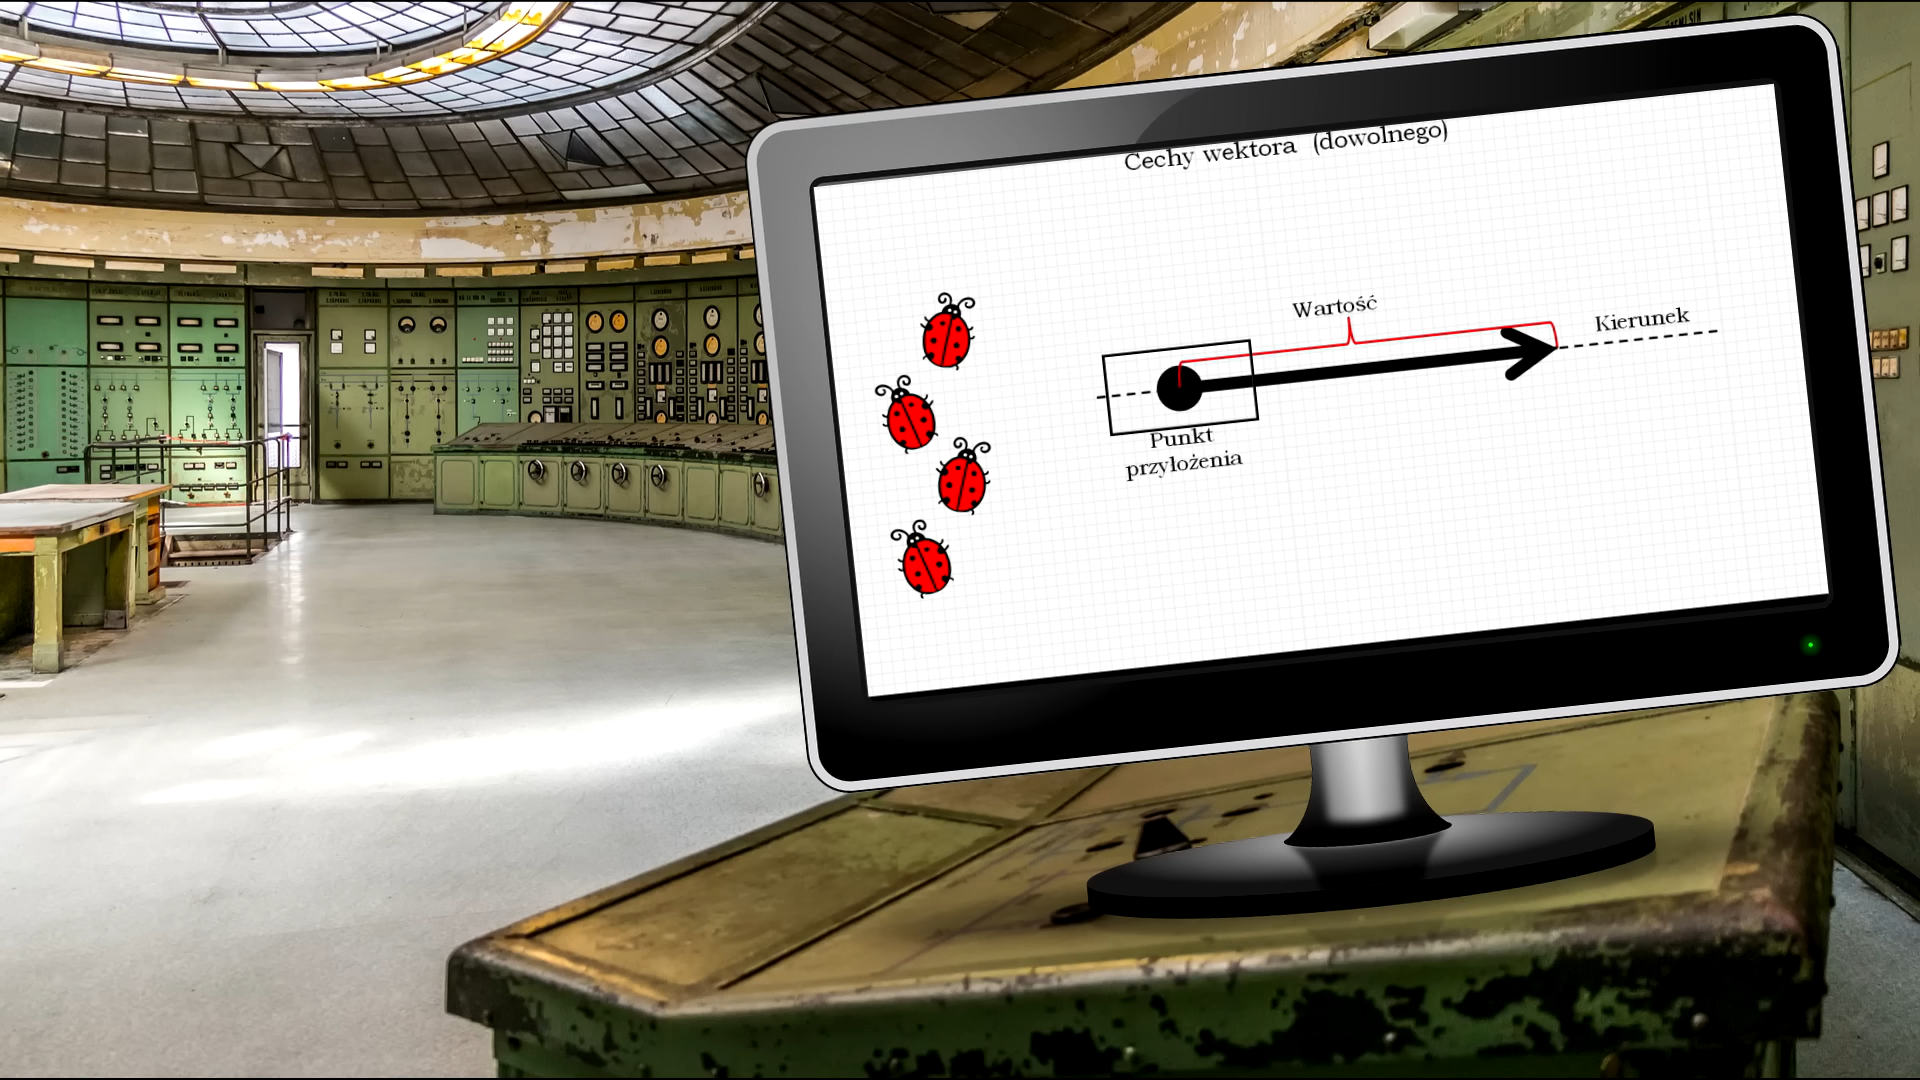 Cechy wektora (dowolnego)
Wartość
Kierunek
Punkt
przyłożenia